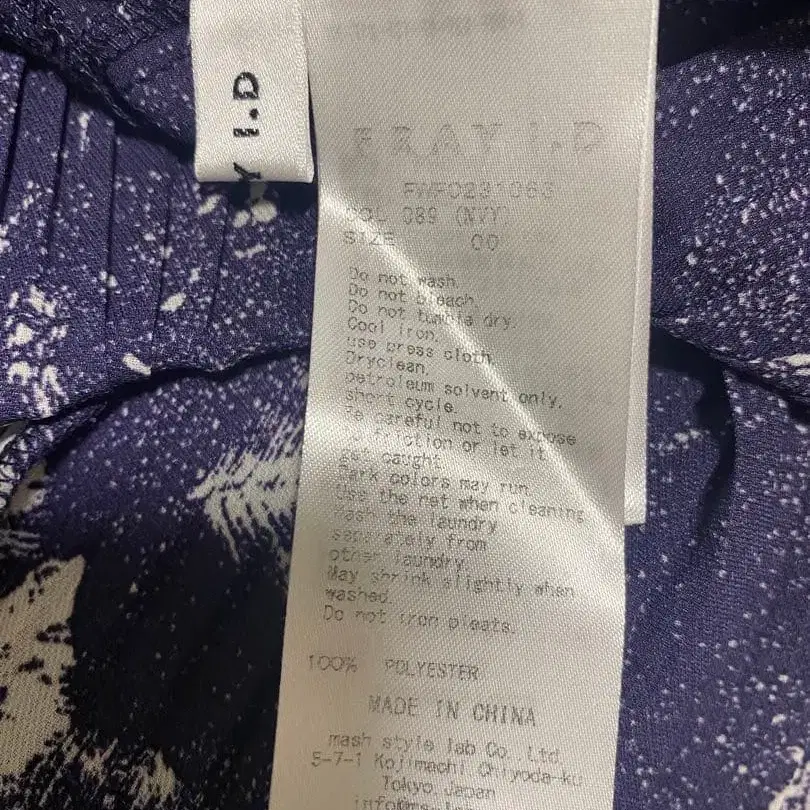 Y I.D
FRAY I.D
FWFO231063
COL 089 (NVY)
SIZE 00
Do not wash.
Do not bleach.
Do not tumble dry.
Cool iron.
use press cloth.
Dryclean.
petroleum solvent only.
short cycle.
Be careful not to expose
to friction or let it
get caught.
Dark colors may run.
Use the net when cleaning
Wash the laundry
separately from
other laundry.
May shrink slightly when
washed.
Do not iron pleats.
100% POLYESTER
MADE IN CHINA
mash style lab Co., Ltd.
5-7-1 Kojimachi Chiyoda-ku
Tokyo, Japan